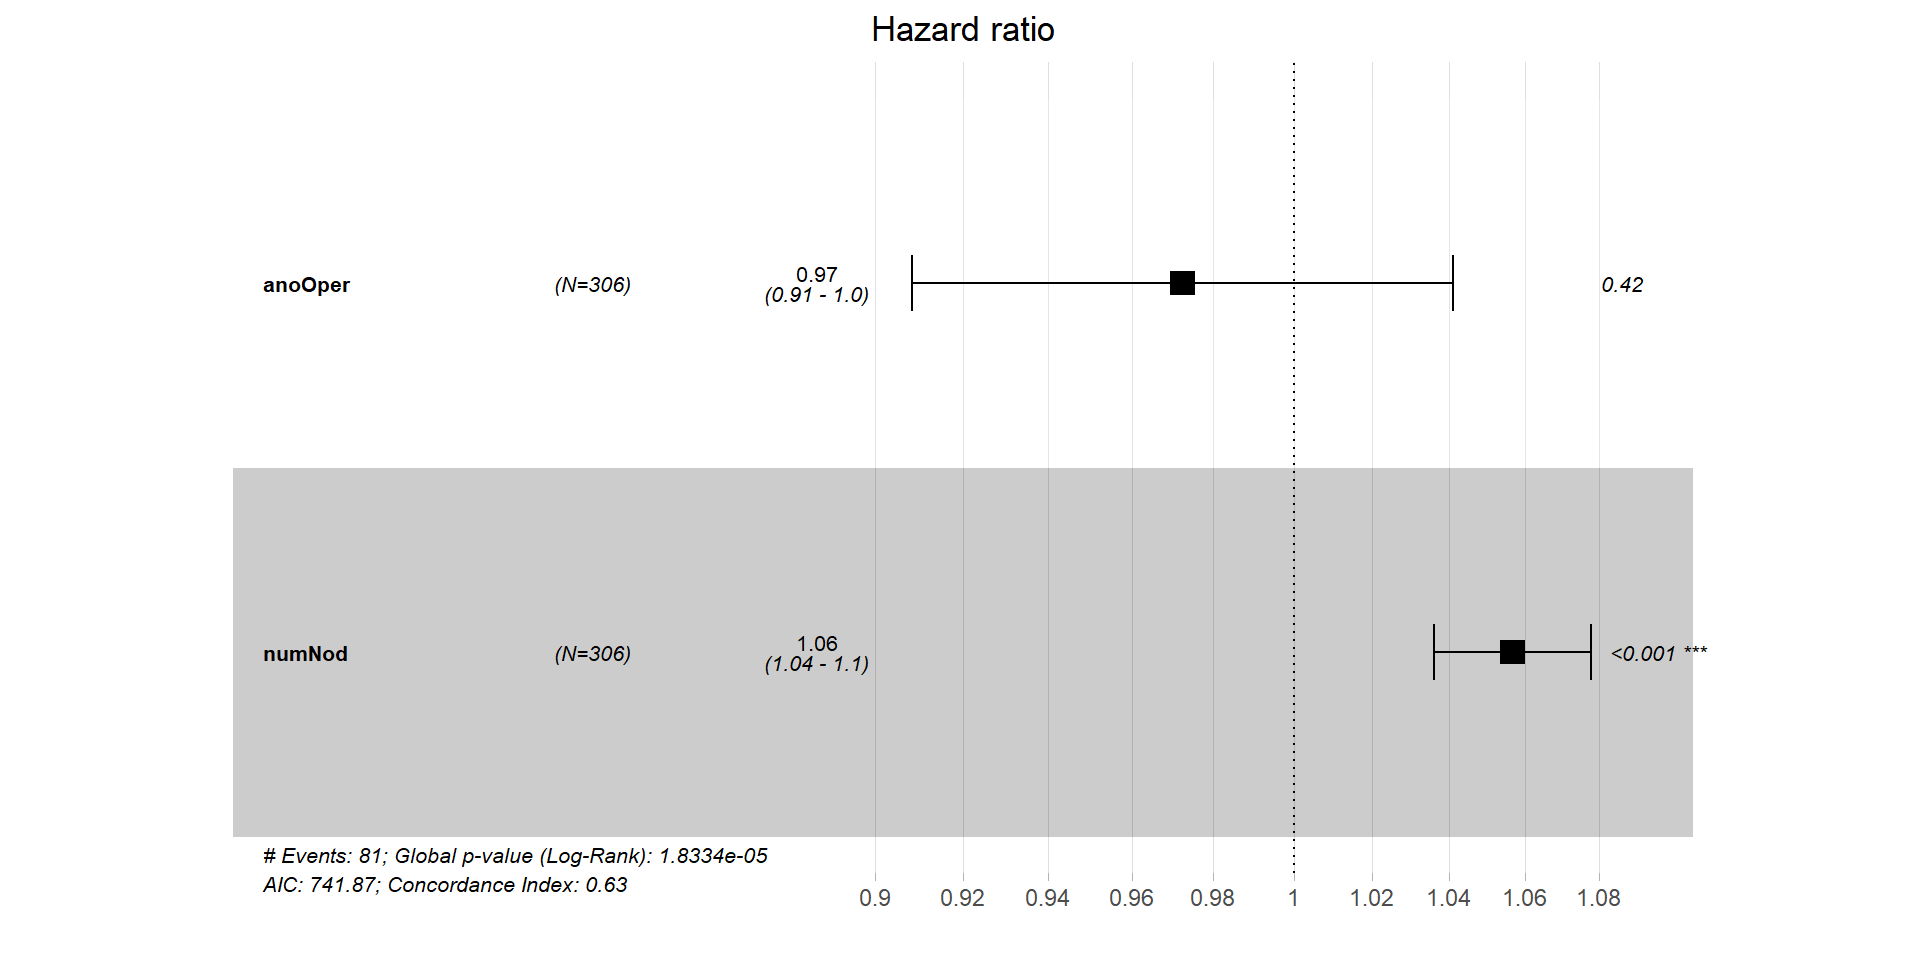 Hazard ratio
anoOper (N=306) 0.97 0.42
(0.91 - 1.0)
numNod (N=306) 1.06 <0.001 ***
(1.04 - 1.1)
# Events: 81; Global p-value (Log-Rank): 1.8334e-05
AIC: 741.87; Concordance Index: 0.63
0.9 0.92 0.94 0.96 0.98 1 1.02 1.04 1.06 1.08